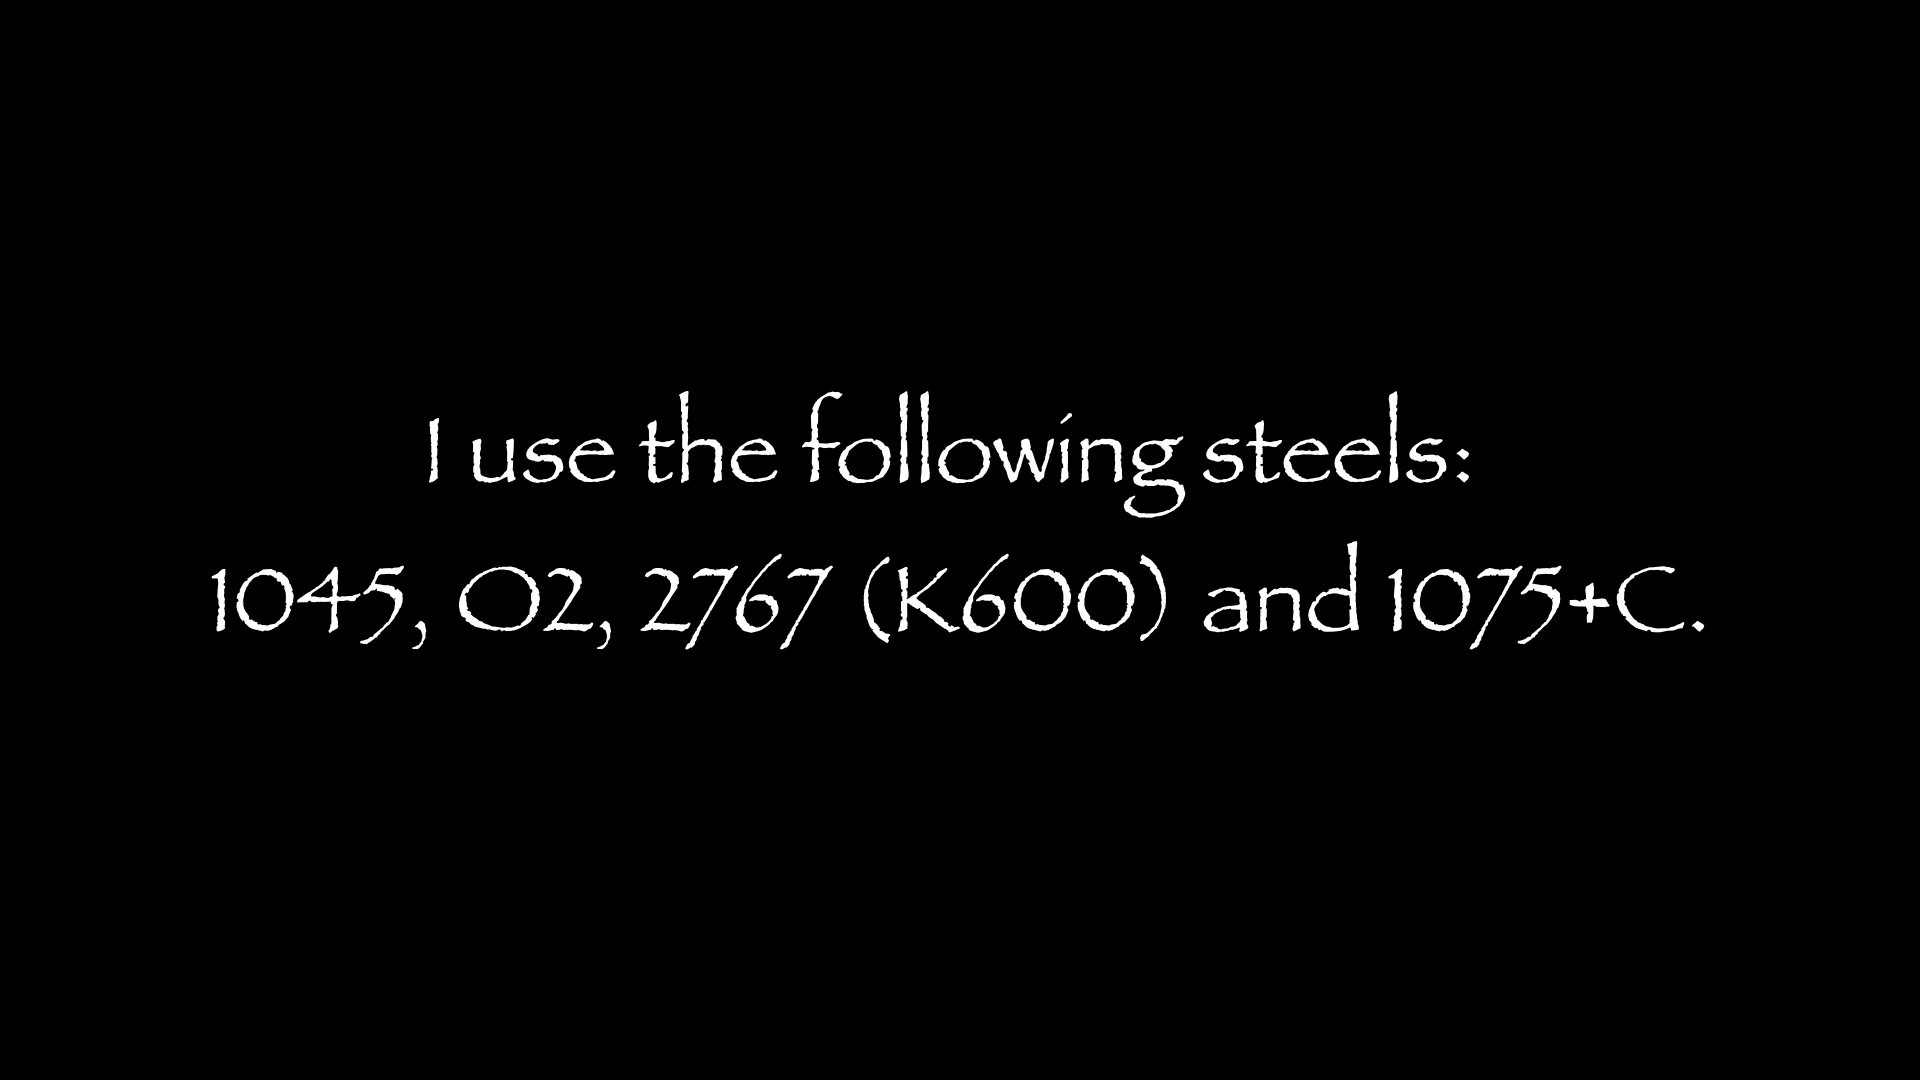 I use the following steels:
1045, O2, 2767 (K600) and 1075+C.